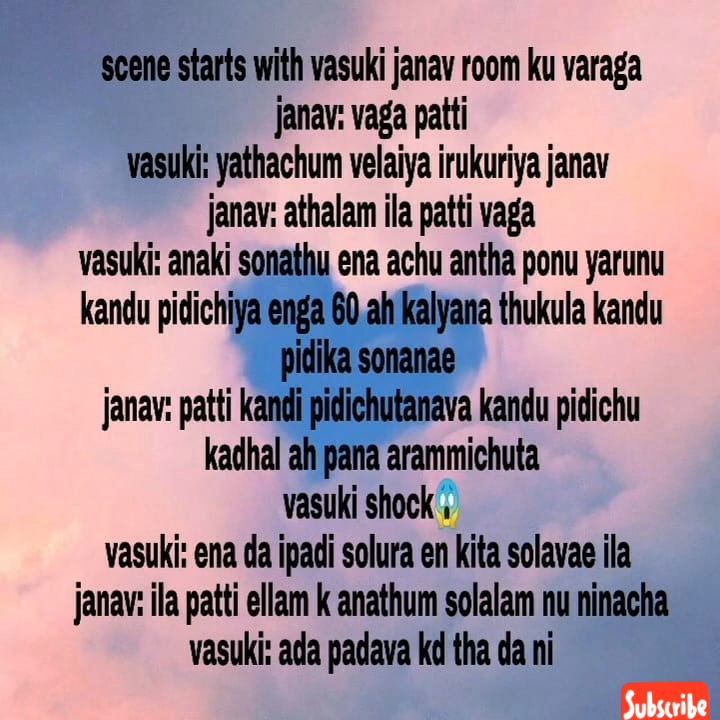 scene starts with vasuki janav room ku varaga
janav: vaga patti
vasuki: yathachum velaiya irukuriya janav
janav: athalam ila patti vaga
vasuki: anaki sonathu ena achu antha ponu yarunu
kandu pidichiya enga 60 ah kalyana thukula kandu
pidika sonanae
janav: patti kandi pidichutanava kandu pidichu
kadhal ah pana arammichuta
vasuki shock😱
vasuki: ena da ipadi solura en kita solavae ila
janav: ila patti ellam k anathum solalam nu ninacha
vasuki: ada padava kd tha da ni
Subscribe